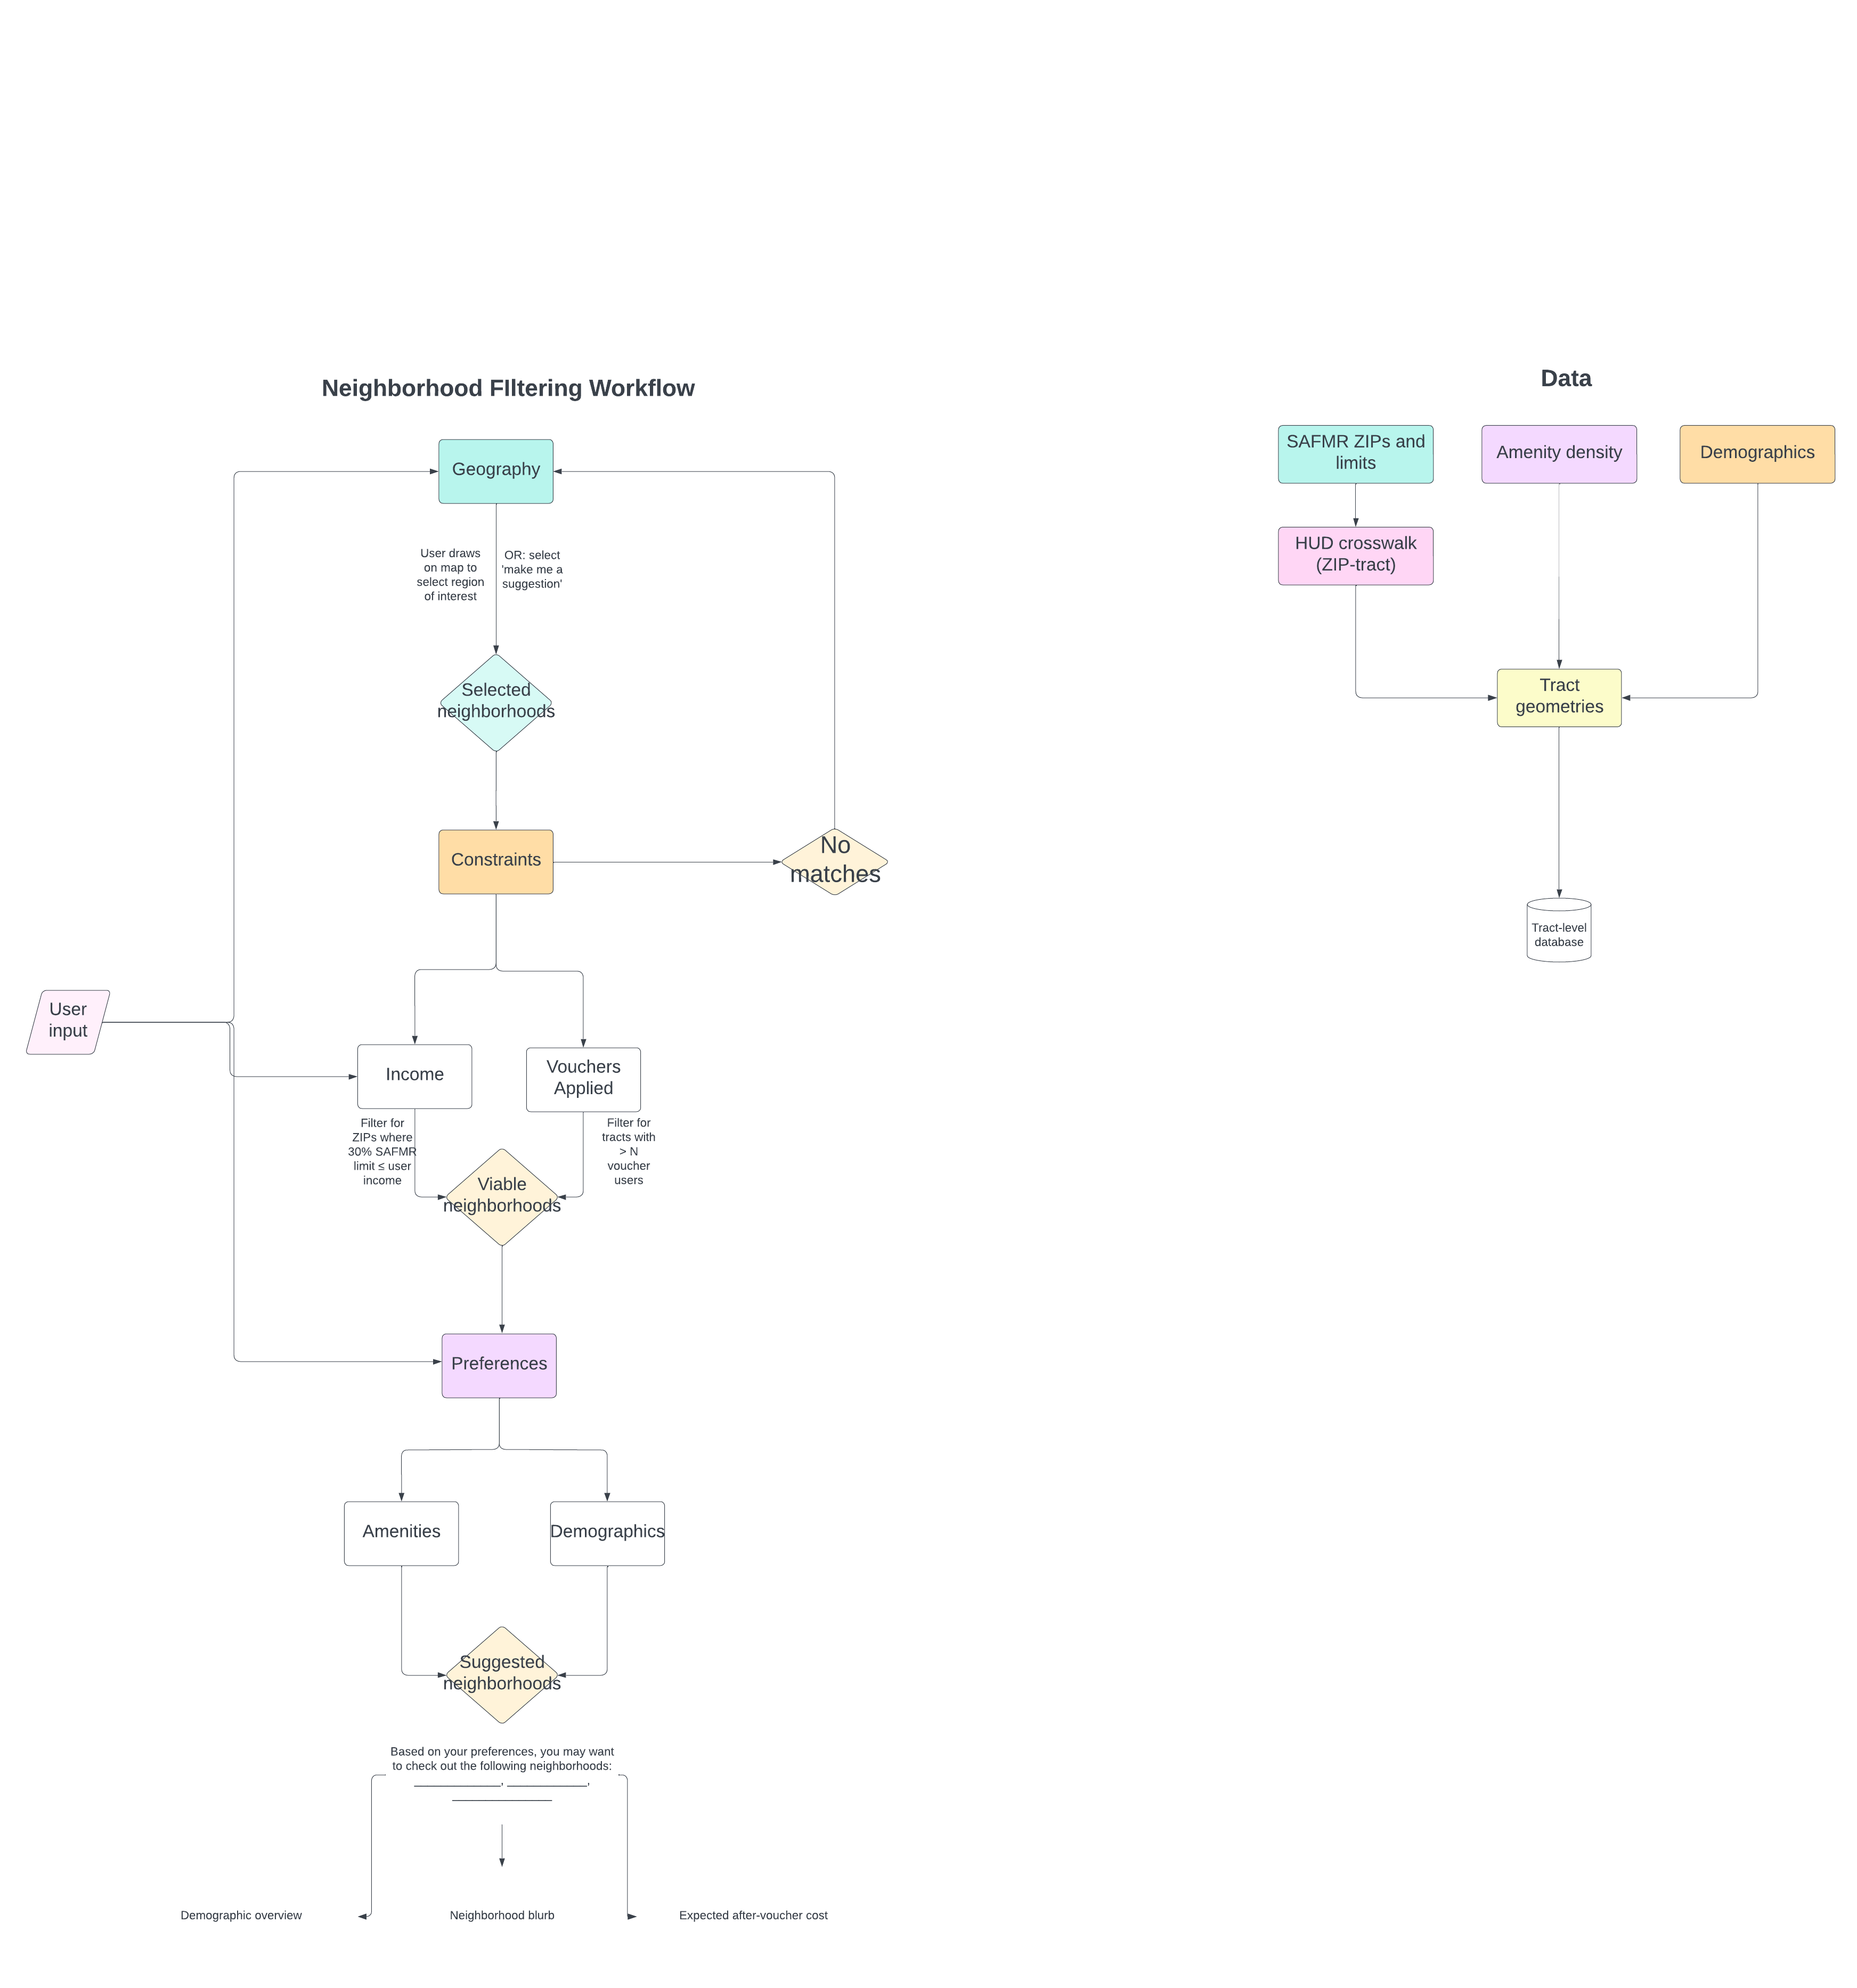 Neighborhood FIltering Workflow
Geography
User draws
on map to
select region
of interest
OR: select
'make me a
suggestion'
Selected
neighborhoods
Constraints
No
matches
User
input
Income
Vouchers
Applied
Filter for
ZIPs where
30% SAFMR
limit ≤ user
income
Filter for
tracts with
> N
voucher
users
Viable
neighborhoods
Preferences
Amenities
Demographics
Suggested
neighborhoods
Based on your preferences, you may want
to check out the following neighborhoods:
_____________, ____________,
_______________
Demographic overview
Neighborhood blurb
Expected after-voucher cost
Data
SAFMR ZIPs and
limits
Amenity density
Demographics
HUD crosswalk
(ZIP-tract)
Tract
geometries
Tract-level
database